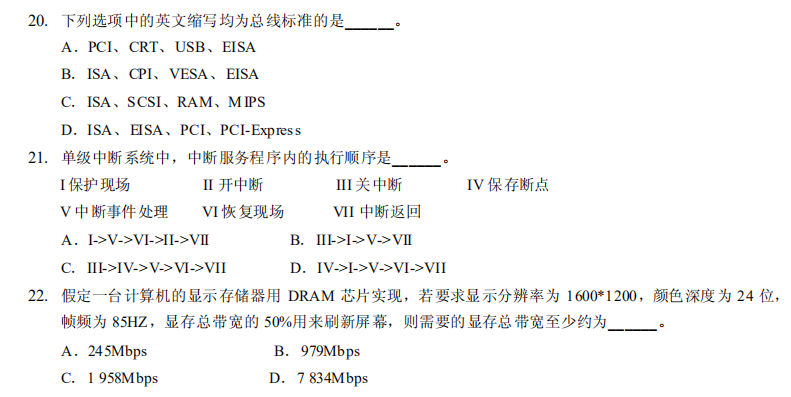 20. 下列选项中的英文缩写均为总线标准的是______。
A．PCI、CRT、USB、EISA
B．ISA、CPI、VESA、EISA
C．ISA、SCSI、RAM、MIPS
D．ISA、EISA、PCI、PCI-Express
21. 单级中断系统中，中断服务程序内的执行顺序是______。
I 保护现场 II 开中断 III 关中断 IV 保存断点
V 中断事件处理 VI 恢复现场 VII 中断返回
A．I->V->VI->II->VII B．III->I->V->VII
C．III->IV->V->VI->VII D．IV->I->V->VI->VII
22. 假定一台计算机的显示存储器用 DRAM 芯片实现，若要求显示分辨率为 1600*1200，颜色深度为 24 位，
帧频为 85HZ，显存总带宽的 50%用来刷新屏幕，则需要的显存总带宽至少约为______。
A．245Mbps B．979Mbps
C．1 958Mbps D．7 834Mbps